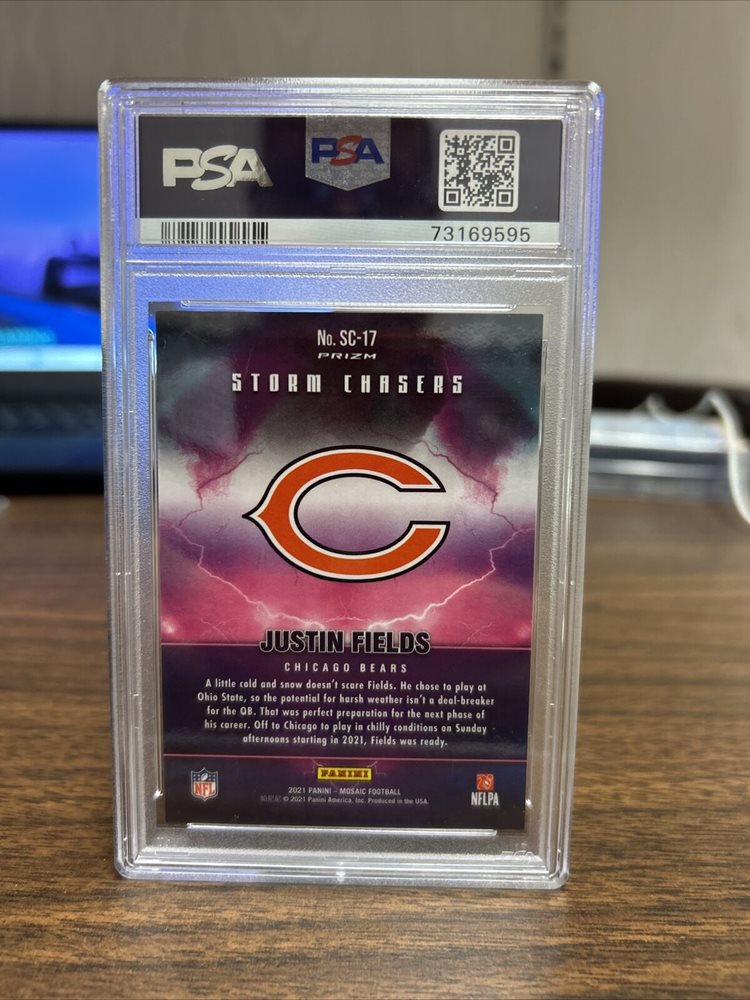 PSA
PSA
73169595
No. SC-17
PRIZM
STORM CHASERS
JUSTIN FIELDS
CHICAGO BEARS
A little cold and snow doesn't scare Fields. He chose to play at
Ohio State, so the potential for harsh weather isn't a deal-breaker
for the QB. That was perfect preparation for the next phase of
his career. Off to Chicago to play in chilly conditions on Sunday
afternoons starting in 2021, Fields was ready.
PANINI
NFL
2021 PANINI – MOSAIC FOOTBALL
© 2021 Panini America, Inc. Produced in the USA.
NFLPA